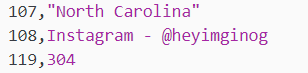 107,"North Carolina"
108,Instagram - @heyimginog
119,304